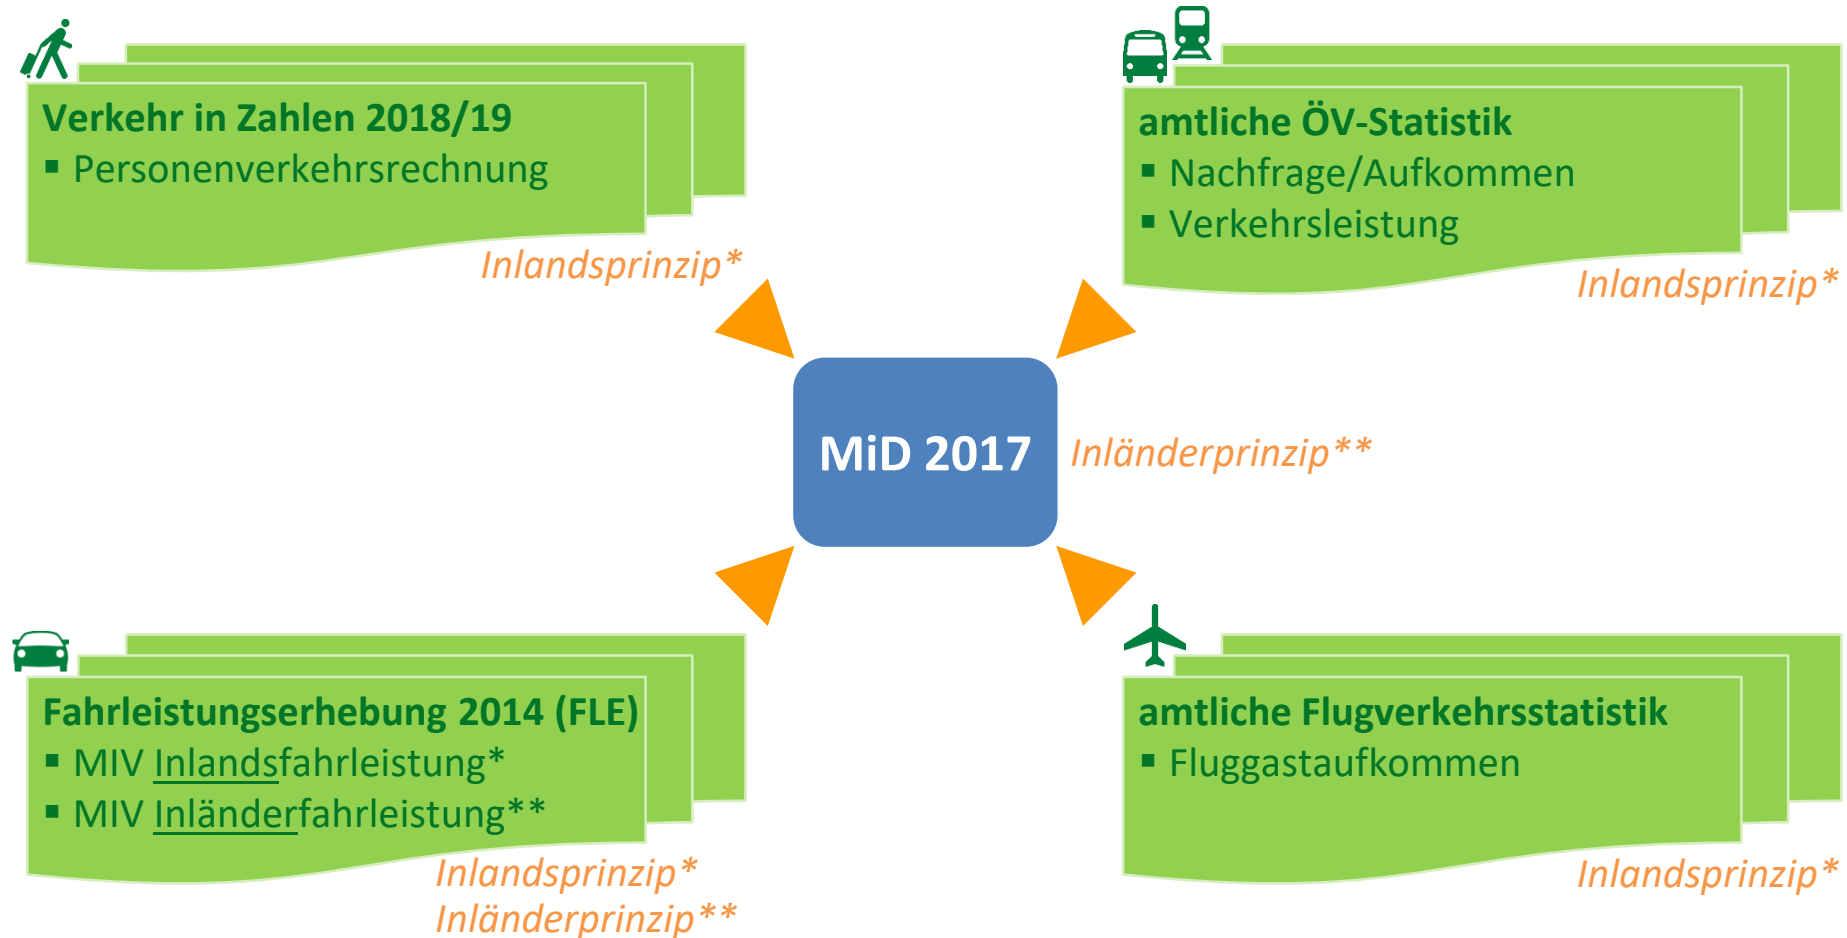 Verkehr in Zahlen 2018/19
▪ Personenverkehrsrechnung
Inlandsprinzip*
amtliche ÖV-Statistik
▪ Nachfrage/Aufkommen
▪ Verkehrsleistung
Inlandsprinzip*
MiD 2017
Inländerprinzip**
Fahrleistungserhebung 2014 (FLE)
▪ MIV Inlandsfahrleistung*
▪ MIV Inländerfahrleistung**
Inlandsprinzip*
Inländerprinzip**
amtliche Flugverkehrsstatistik
▪ Fluggastaufkommen
Inlandsprinzip*